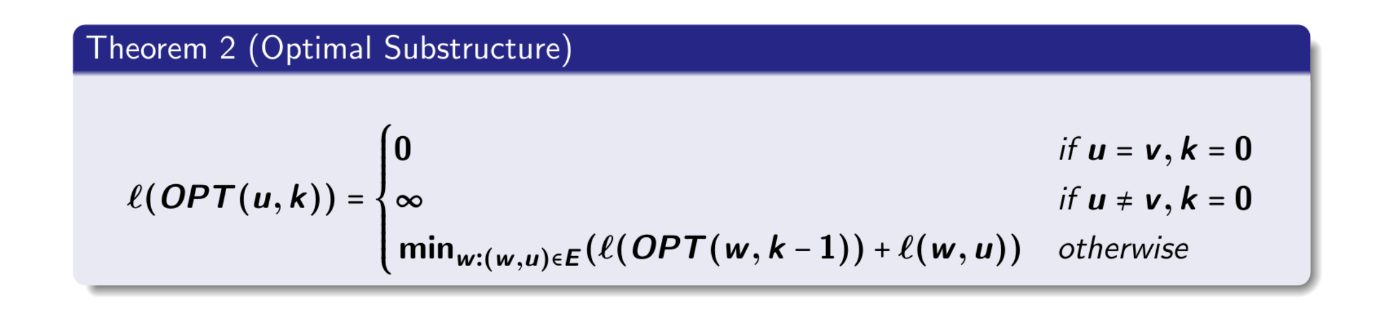 Theorem 2 (Optimal Substructure)
0 if u = v, k = 0
ℓ(OPT(u, k)) = { ∞ if u ≠ v, k = 0
min_{w:(w,u)∈E}(ℓ(OPT(w, k − 1)) + ℓ(w, u)) otherwise